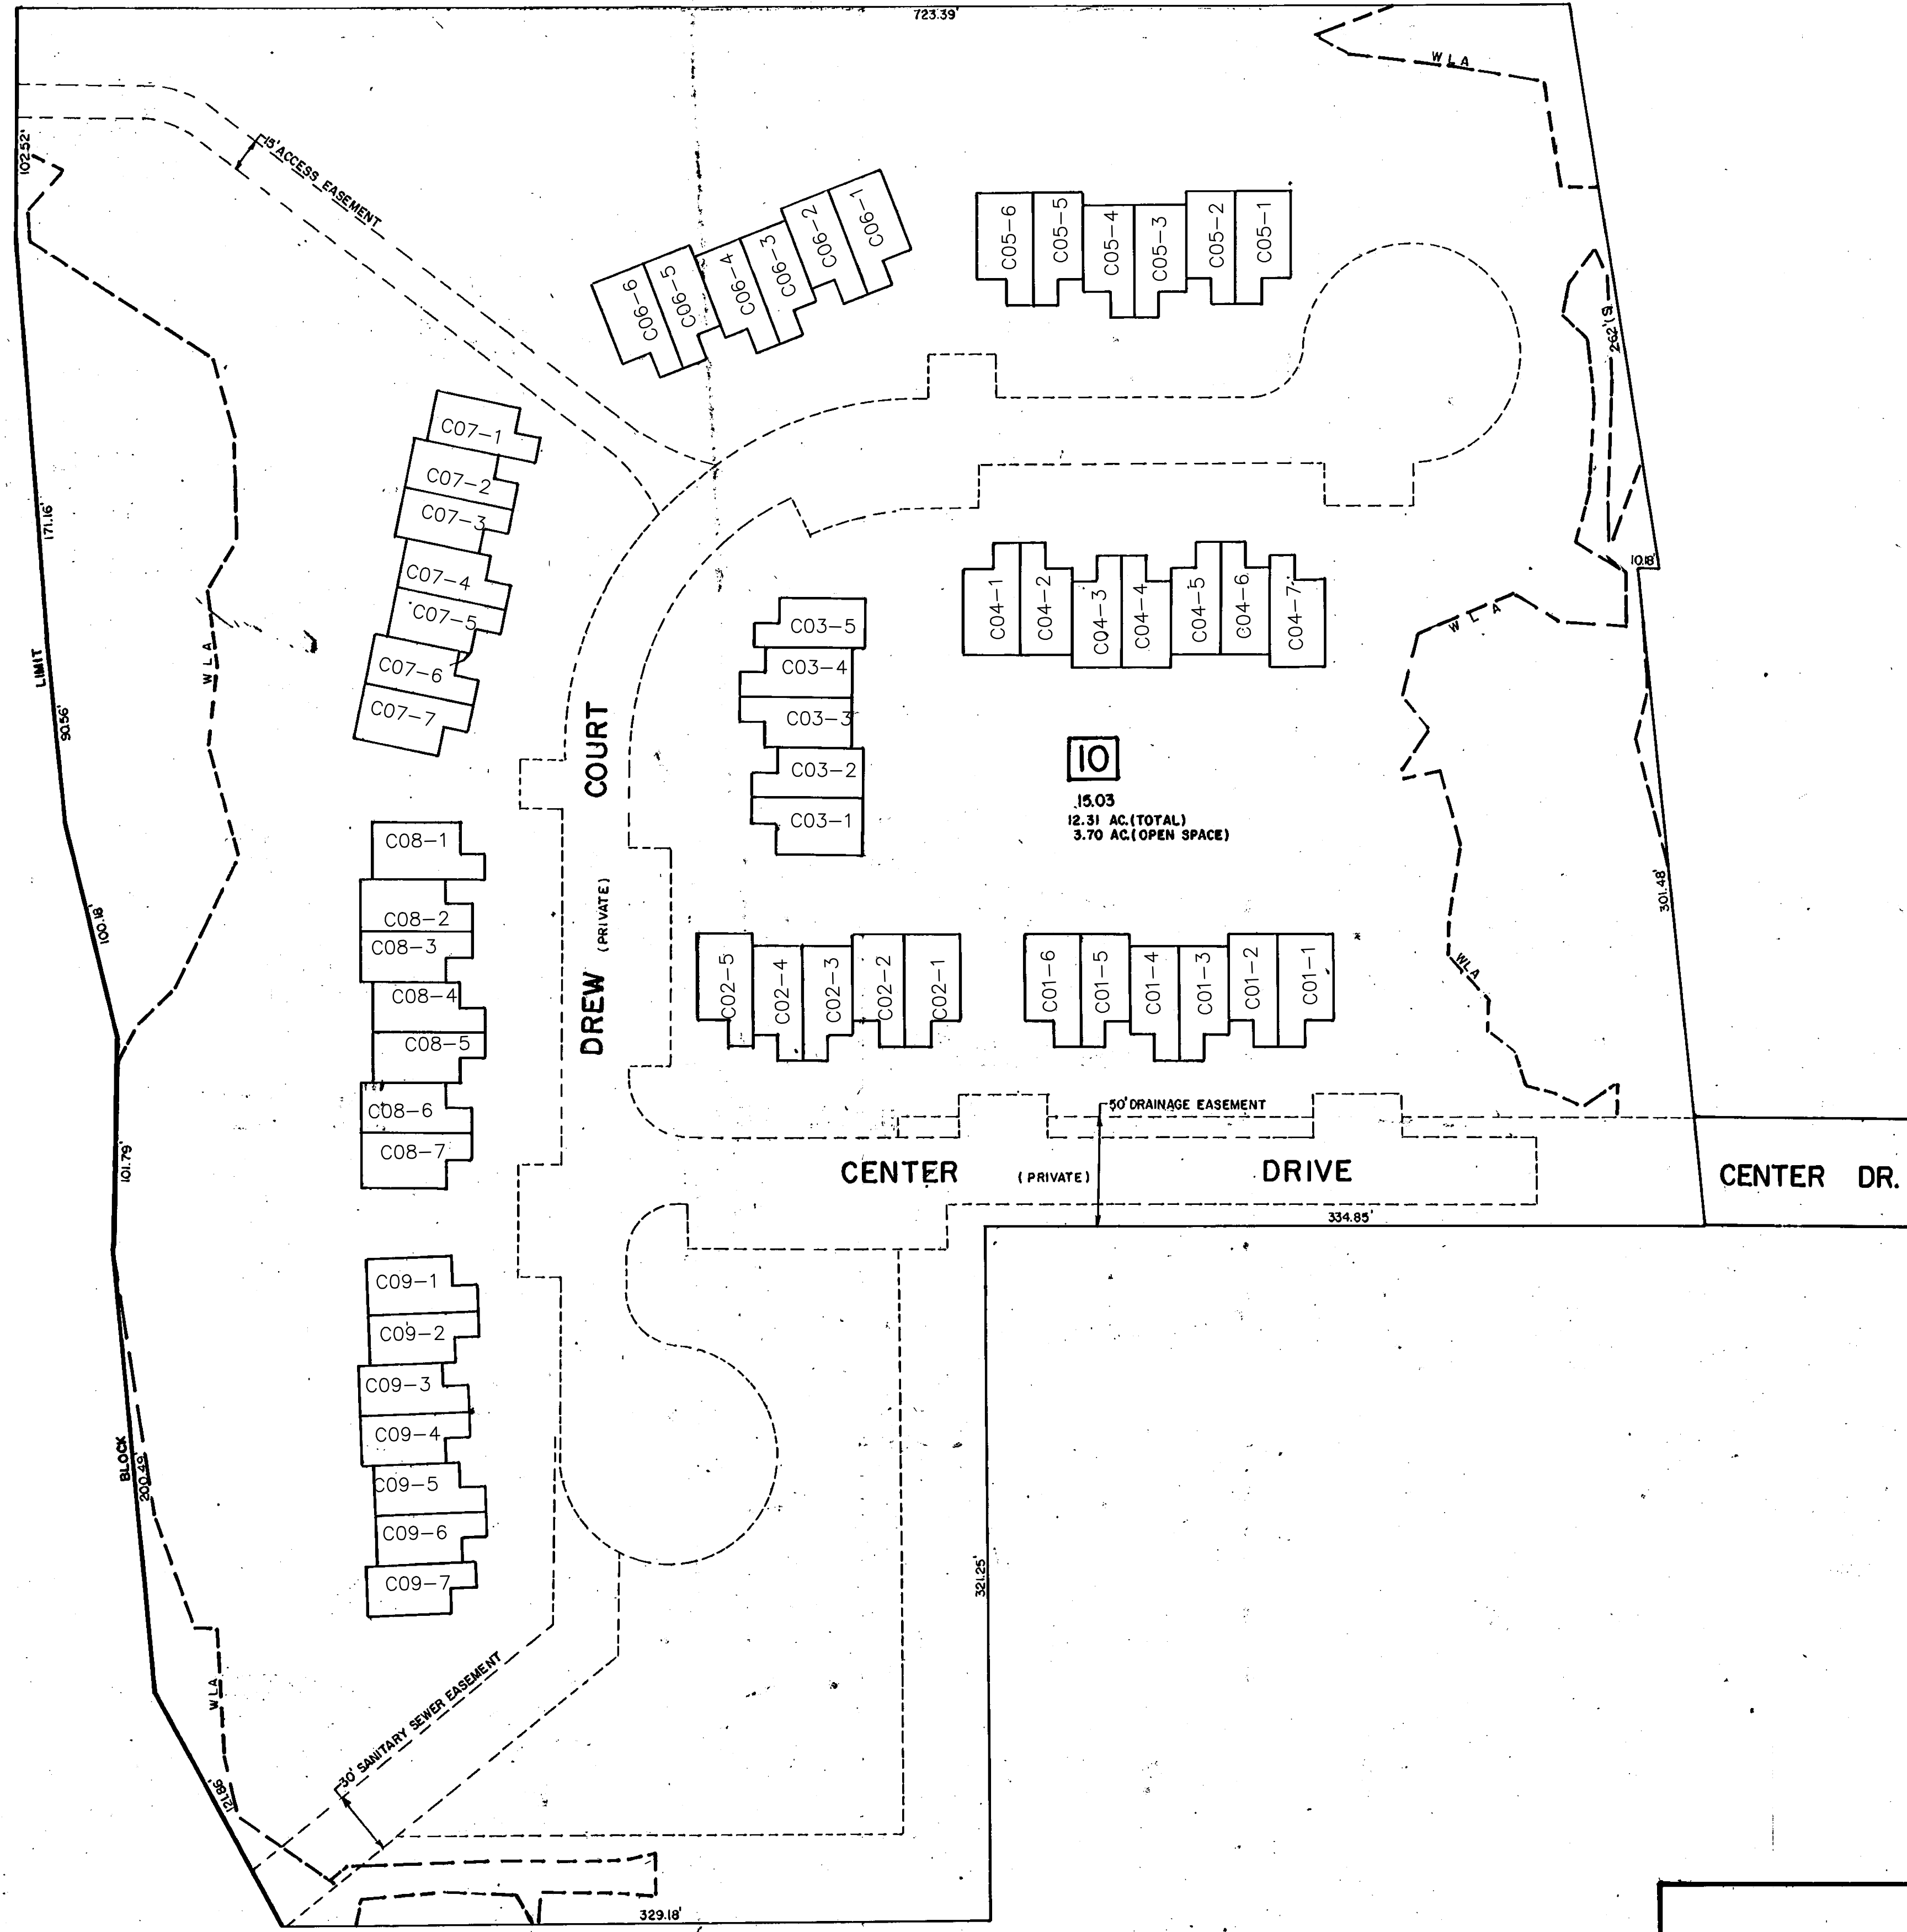 723.39'
WLA
102.52'
15' ACCESS EASEMENT
C06-6
C06-5
C06-4
C06-3
C06-2
C06-1
C05-6
C05-5
C05-4
C05-3
C05-2
C05-1
262'(S.
171.16'
LIMIT
90.56'
WLA
C07-1
C07-2
C07-3
C07-4
C07-5
C07-6
C07-7
C04-1
C04-2
C04-3
C04-4
C04-5
C04-6
C04-7
10.18'
WLA
C03-5
C03-4
C03-3
C03-2
C03-1
10
15.03
12.31 AC.(TOTAL)
3.70 AC.(OPEN SPACE)
DREW COURT
(PRIVATE)
301.48'
100.18'
C08-1
C08-2
C08-3
C08-4
C08-5
C08-6
C08-7
C02-5
C02-4
C02-3
C02-2
C02-1
C01-6
C01-5
C01-4
C01-3
C01-2
C01-1
WLA
50' DRAINAGE EASEMENT
101.79'
CENTER (PRIVATE) DRIVE
CENTER DR.
334.85'
C09-1
C09-2
C09-3
C09-4
C09-5
C09-6
C09-7
BLOCK
200.49'
321.25'
WLA
30' SANITARY SEWER EASEMENT
121.86'
329.18'